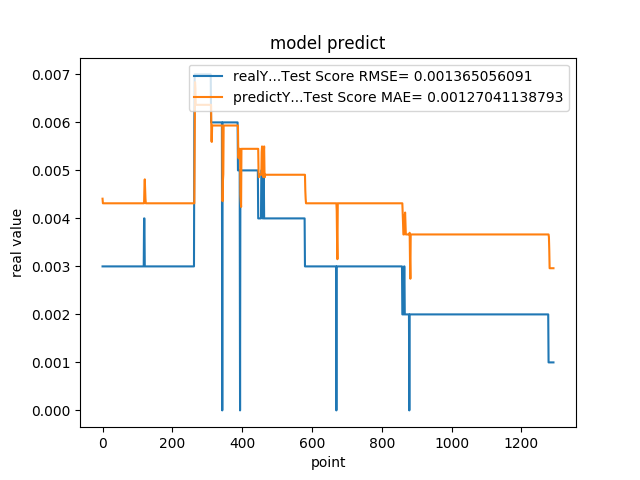 model predict
realY...Test Score RMSE= 0.001365056091
predictY...Test Score MAE= 0.00127041138793
real value
0.007
0.006
0.005
0.004
0.003
0.002
0.001
0.000
0 200 400 600 800 1000 1200
point